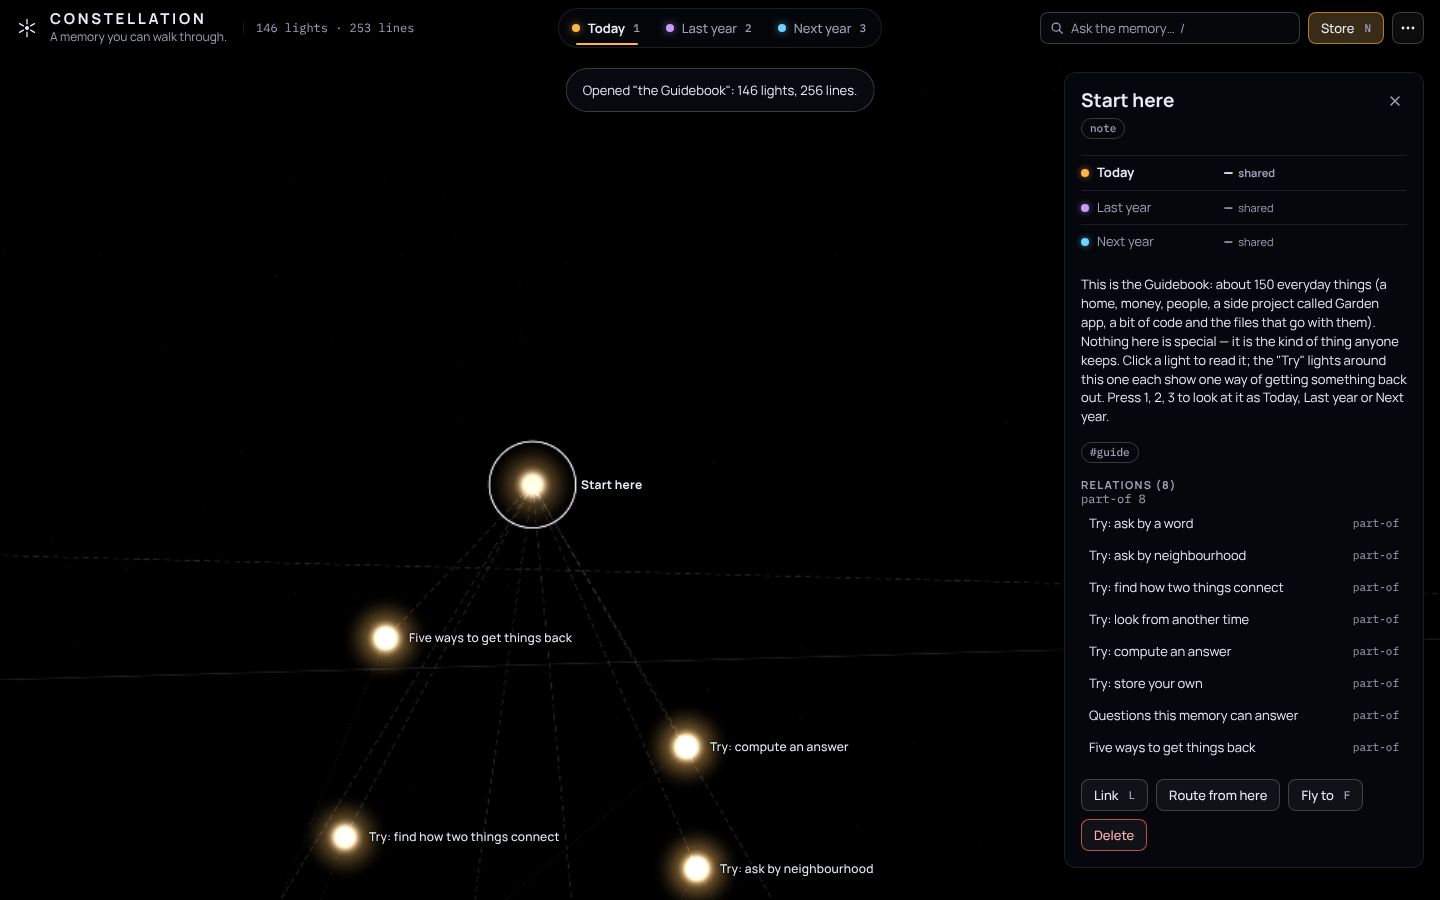 CONSTELLATION
A memory you can walk through.
146 lights · 253 lines
Today 1
Last year 2
Next year 3
Ask the memory... /
Store N
Opened "the Guidebook": 146 lights, 256 lines.
Start here
note
Today — shared
Last year — shared
Next year — shared
This is the Guidebook: about 150 everyday things (a
home, money, people, a side project called Garden
app, a bit of code and the files that go with them).
Nothing here is special — it is the kind of thing anyone
keeps. Click a light to read it; the "Try" lights around
this one each show one way of getting something back
out. Press 1, 2, 3 to look at it as Today, Last year or Next
year.
#guide
RELATIONS (8)
part-of 8
Try: ask by a word part-of
Try: ask by neighbourhood part-of
Try: find how two things connect part-of
Try: look from another time part-of
Try: compute an answer part-of
Try: store your own part-of
Questions this memory can answer part-of
Five ways to get things back part-of
Link L
Route from here
Fly to F
Delete
Start here
Five ways to get things back
Try: compute an answer
Try: find how two things connect
Try: ask by neighbourhood